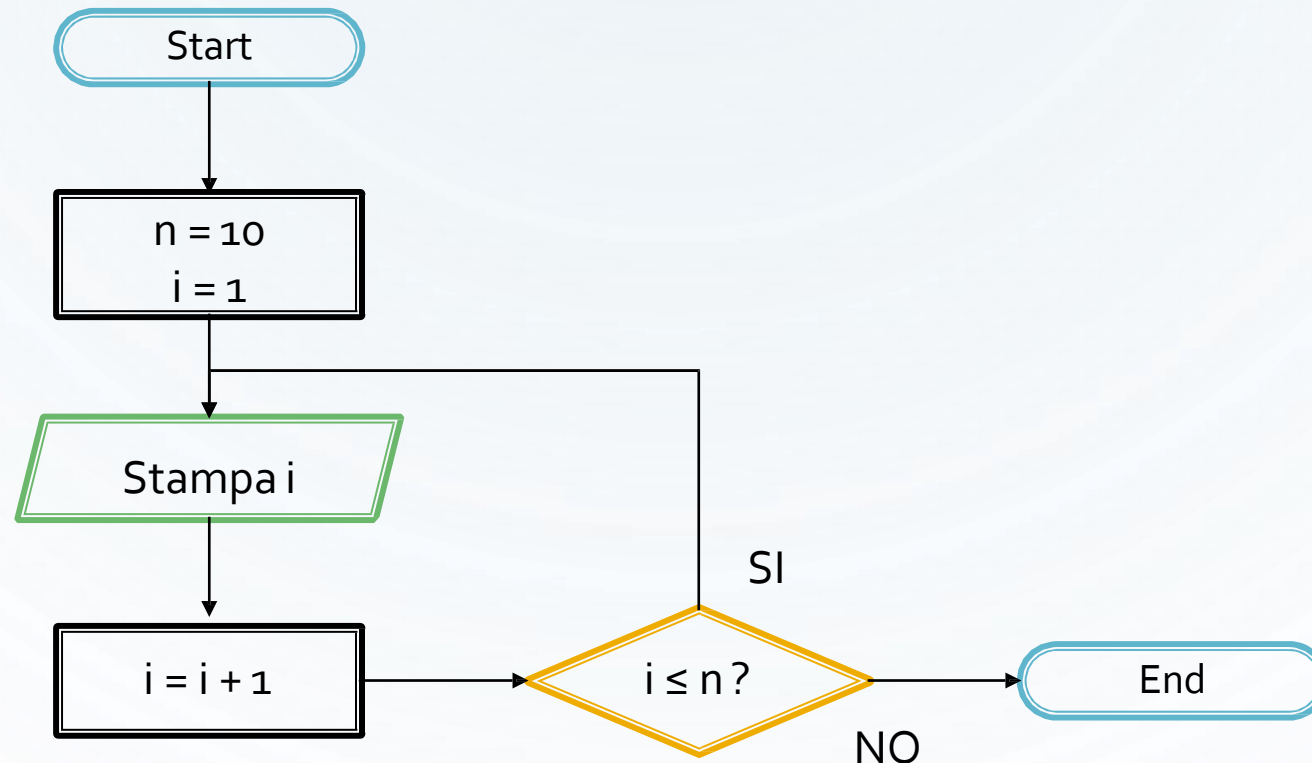 Start
n = 10
i = 1
Stampa i
SI
i = i + 1
i ≤ n ?
End
NO